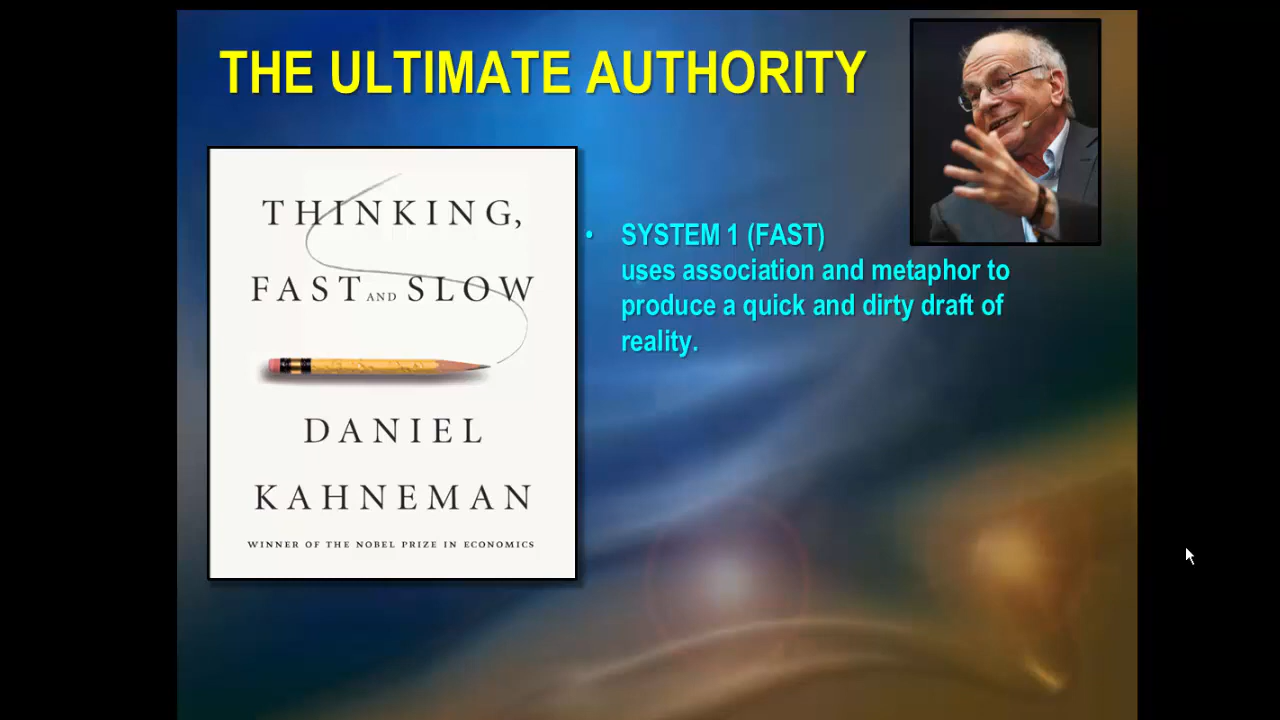 THE ULTIMATE AUTHORITY
THINKING,
FAST AND SLOW
DANIEL
KAHNEMAN
WINNER OF THE NOBEL PRIZE IN ECONOMICS
• SYSTEM 1 (FAST)
uses association and metaphor to
produce a quick and dirty draft of
reality.